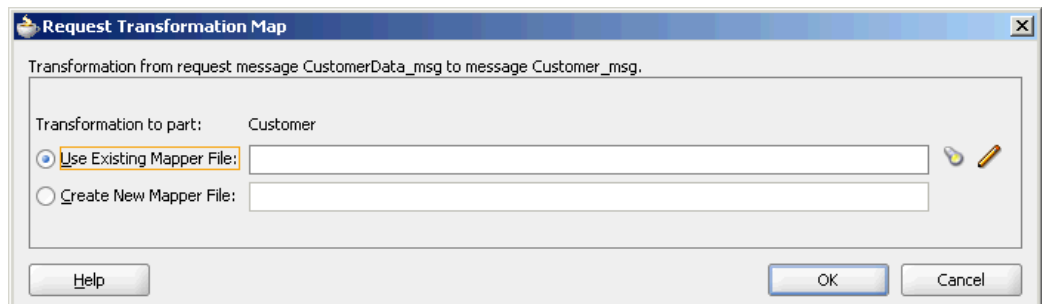 Request Transformation Map
Transformation from request message CustomerData_msg to message Customer_msg.
Transformation to part: Customer
Use Existing Mapper File:
Create New Mapper File:
Help OK Cancel